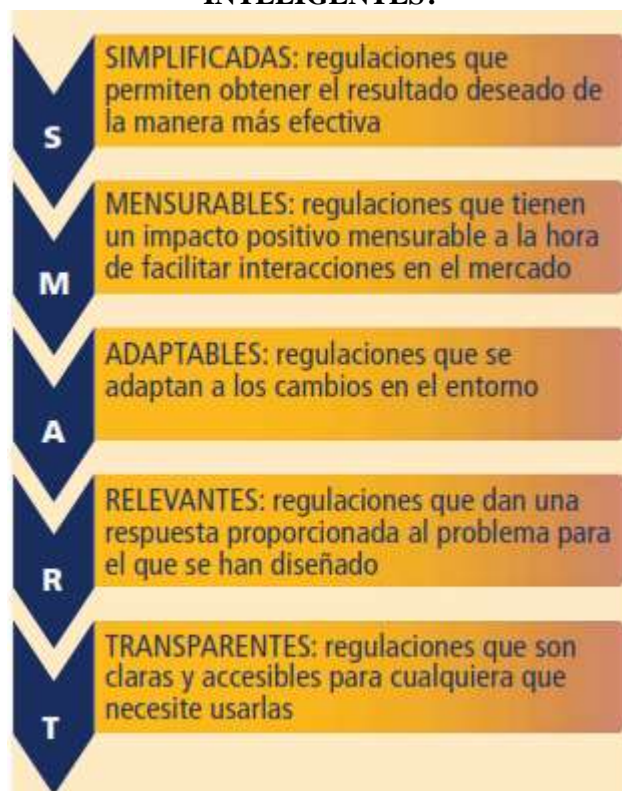 INTELIGENTES?
S
SIMPLIFICADAS: regulaciones que
permiten obtener el resultado deseado de
la manera más efectiva
M
MENSURABLES: regulaciones que tienen
un impacto positivo mensurable a la hora
de facilitar interacciones en el mercado
A
ADAPTABLES: regulaciones que se
adaptan a los cambios en el entorno
R
RELEVANTES: regulaciones que dan una
respuesta proporcionada al problema para
el que se han diseñado
T
TRANSPARENTES: regulaciones que son
claras y accesibles para cualquiera que
necesite usarlas